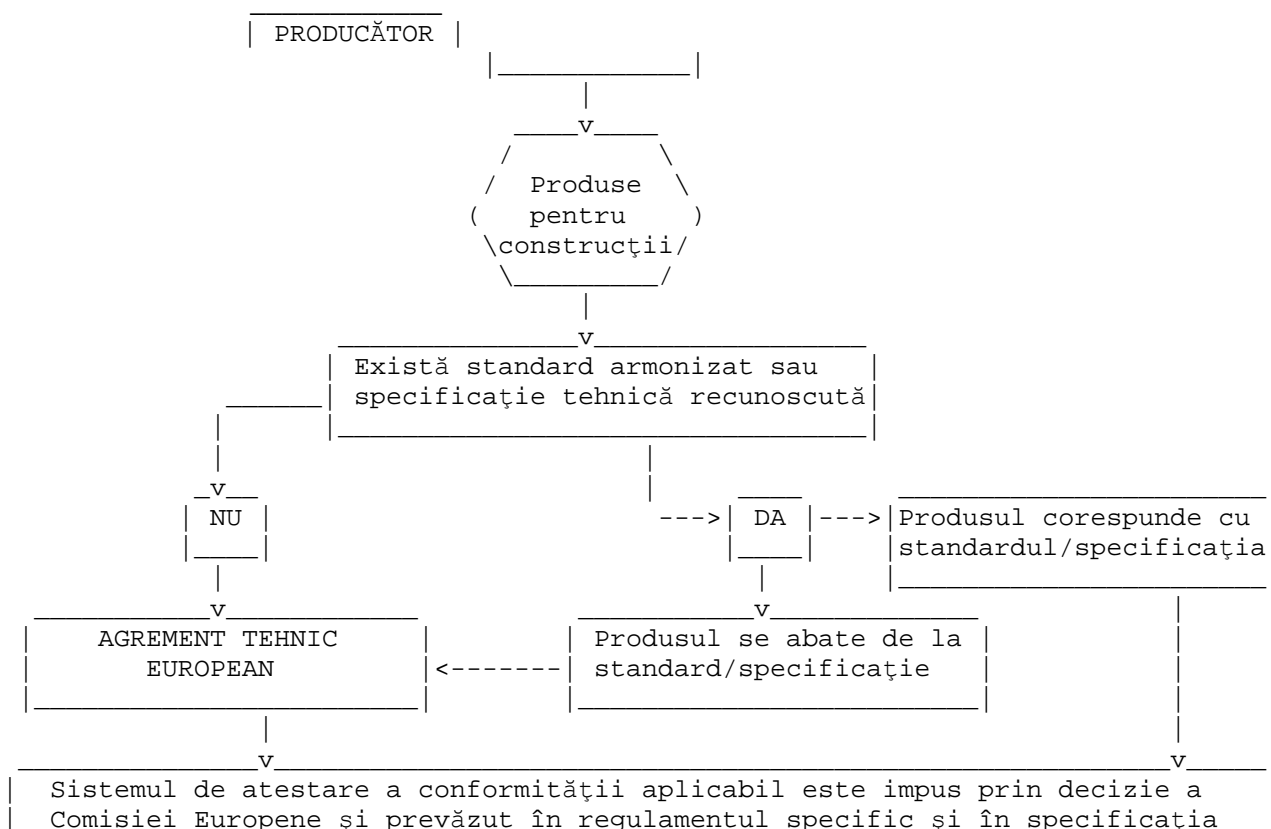 PRODUCĂTOR
Produse
pentru
construcţii
Există standard armonizat sau
specificaţie tehnică recunoscută
NU
DA
Produsul corespunde cu
standardul/specificaţia
AGREMENT TEHNIC
EUROPEAN
Produsul se abate de la
standard/specificaţie
Sistemul de atestare a conformităţii aplicabil este impus prin decizie a
Comisiei Europene şi prevăzut în regulamentul specific şi în specificaţia